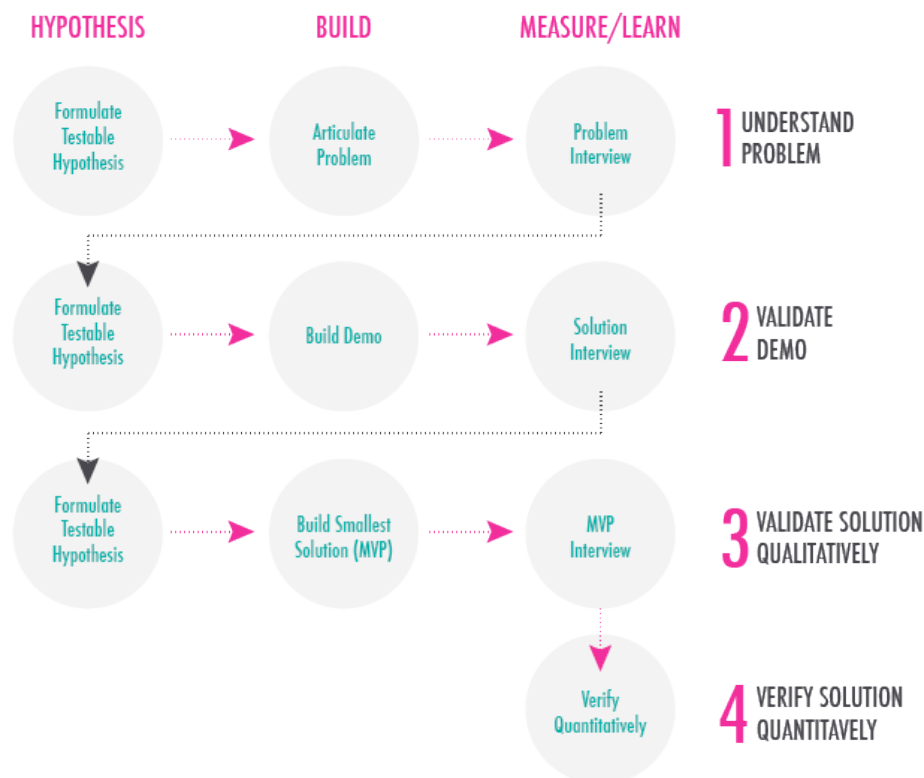 HYPOTHESIS
BUILD
MEASURE/LEARN
Formulate
Testable
Hypothesis
Articulate
Problem
Problem
Interview
1 UNDERSTAND
PROBLEM
Formulate
Testable
Hypothesis
Build Demo
Solution
Interview
2 VALIDATE
DEMO
Formulate
Testable
Hypothesis
Build Smallest
Solution (MVP)
MVP
Interview
3 VALIDATE SOLUTION
QUALITATIVELY
Verify
Quantitatively
4 VERIFY SOLUTION
QUANTITAVELY